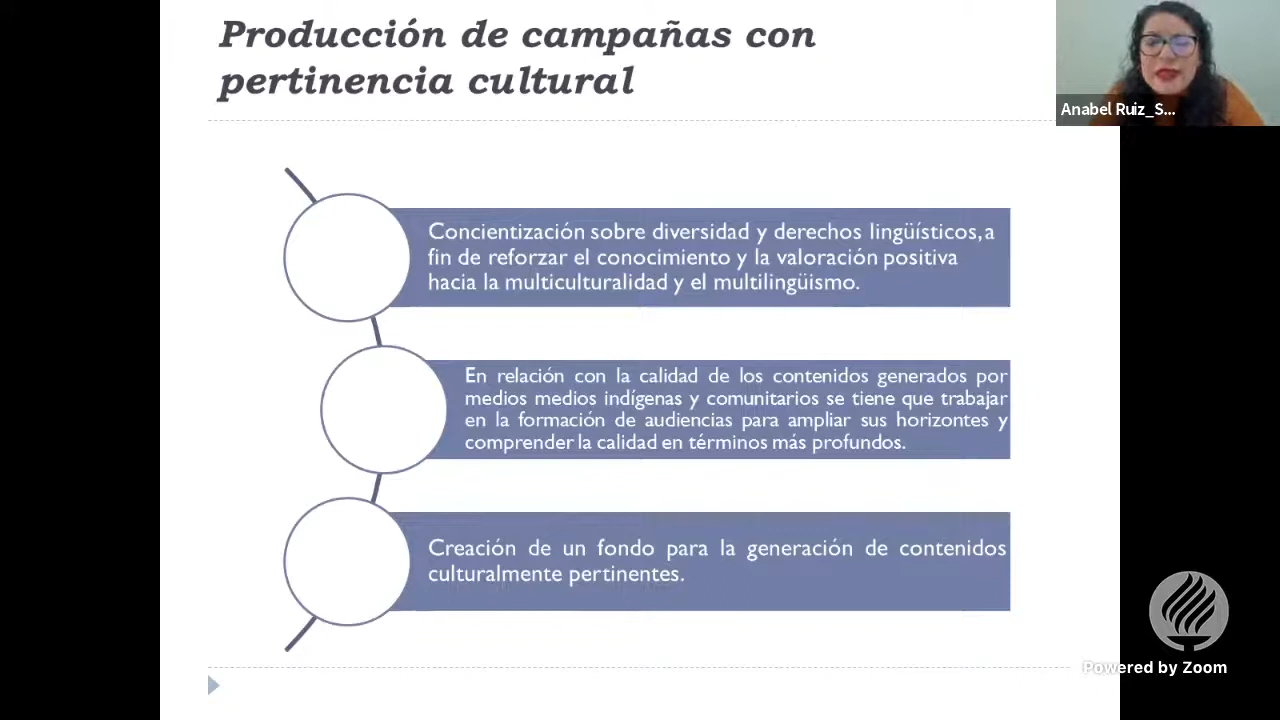 Producción de campañas con
pertinencia cultural
Anabel Ruiz_S...
Concientización sobre diversidad y derechos lingüísticos, a
fin de reforzar el conocimiento y la valoración positiva
hacia la multiculturalidad y el multilingüismo.
En relación con la calidad de los contenidos generados por
medios medios indígenas y comunitarios se tiene que trabajar
en la formación de audiencias para ampliar sus horizontes y
comprender la calidad en términos más profundos.
Creación de un fondo para la generación de contenidos
culturalmente pertinentes.
Powered by Zoom